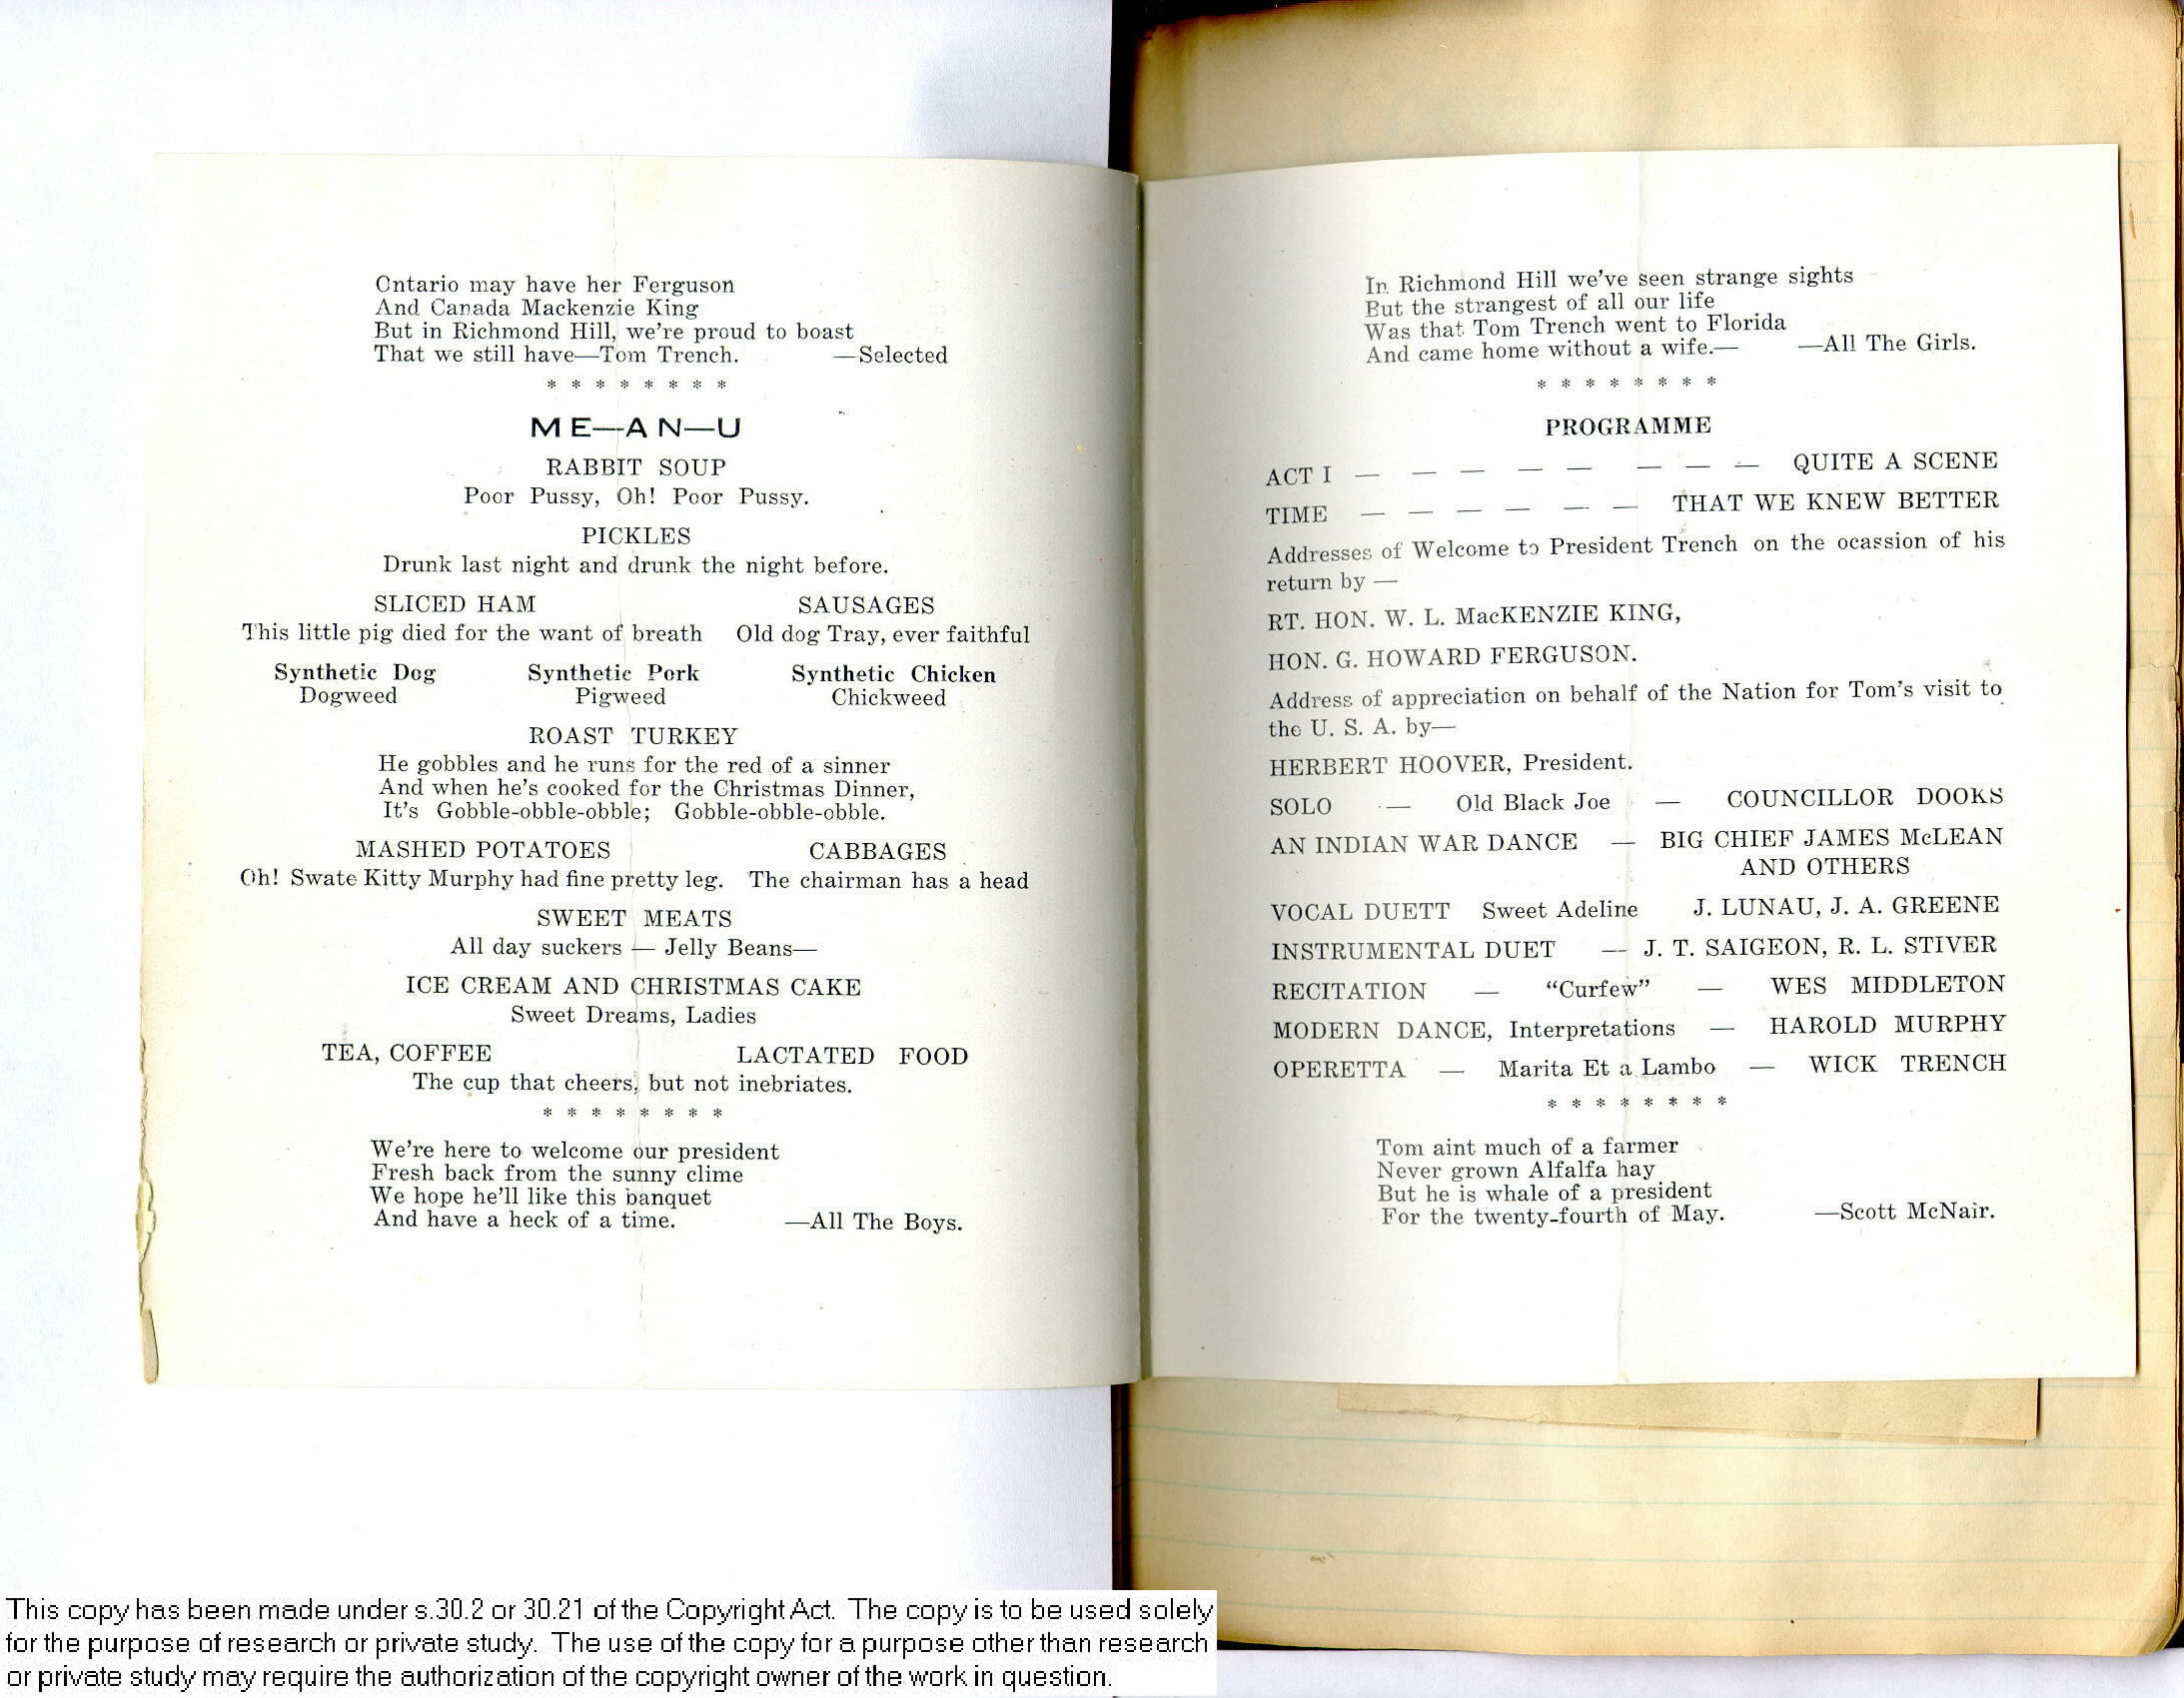 Ontario may have her Ferguson
And Canada Mackenzie King
But in Richmond Hill, we're proud to boast
That we still have—Tom Trench. —Selected
* * * * * * * *
ME—AN—U
RABBIT SOUP
Poor Pussy, Oh! Poor Pussy.
PICKLES
Drunk last night and drunk the night before.
SLICED HAM SAUSAGES
This little pig died for the want of breath Old dog Tray, ever faithful
Synthetic Dog Synthetic Pork Synthetic Chicken
Dogweed Pigweed Chickweed
ROAST TURKEY
He gobbles and he runs for the red of a sinner
And when he's cooked for the Christmas Dinner,
It's Gobble-obble-obble; Gobble-obble-obble.
MASHED POTATOES CABBAGES
Oh! Swate Kitty Murphy had fine pretty leg. The chairman has a head
SWEET MEATS
All day suckers — Jelly Beans—
ICE CREAM AND CHRISTMAS CAKE
Sweet Dreams, Ladies
TEA, COFFEE LACTATED FOOD
The cup that cheers, but not inebriates.
* * * * * * * *
We're here to welcome our president
Fresh back from the sunny clime
We hope he'll like this banquet
And have a heck of a time. —All The Boys.
In Richmond Hill we've seen strange sights
But the strangest of all our life
Was that Tom Trench went to Florida
And came home without a wife.— —All The Girls.
* * * * * * * *
PROGRAMME
ACT I — — — — — — — — QUITE A SCENE
TIME — — — — — — THAT WE KNEW BETTER
Addresses of Welcome to President Trench on the ocassion of his
return by —
RT. HON. W. L. MacKENZIE KING,
HON. G. HOWARD FERGUSON.
Address of appreciation on behalf of the Nation for Tom's visit to
the U. S. A. by—
HERBERT HOOVER, President.
SOLO — Old Black Joe — COUNCILLOR DOOKS
AN INDIAN WAR DANCE — BIG CHIEF JAMES McLEAN
AND OTHERS
VOCAL DUETT Sweet Adeline J. LUNAU, J. A. GREENE
INSTRUMENTAL DUET — J. T. SAIGEON, R. L. STIVER
RECITATION — "Curfew" — WES MIDDLETON
MODERN DANCE, Interpretations — HAROLD MURPHY
OPERETTA — Marita Et a Lambo — WICK TRENCH
* * * * * * * *
Tom aint much of a farmer
Never grown Alfalfa hay
But he is whale of a president
For the twenty-fourth of May. —Scott McNair.
This copy has been made under s.30.2 or 30.21 of the Copyright Act. The copy is to be used solely
for the purpose of research or private study. The use of the copy for a purpose other than research
or private study may require the authorization of the copyright owner of the work in question.